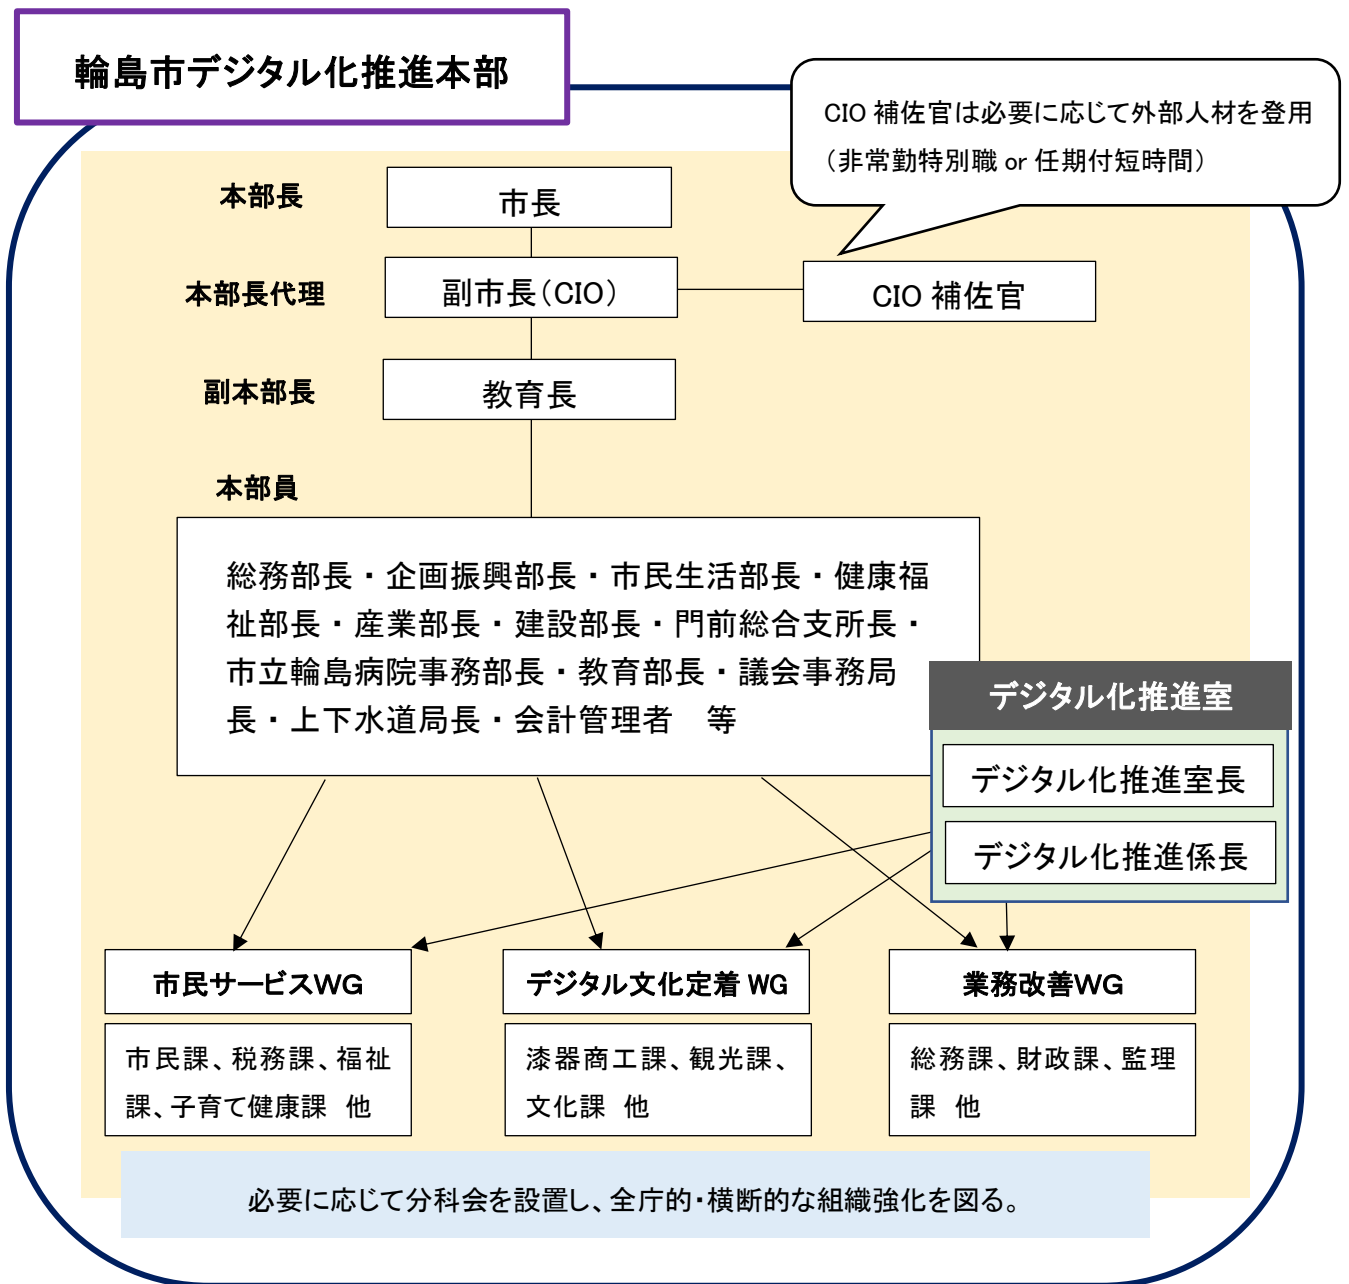 輪島市デジタル化推進本部
CIO 補佐官は必要に応じて外部人材を登用
（非常勤特別職 or 任期付短時間）
本部長
市長
本部長代理
副市長（CIO）
CIO 補佐官
副本部長
教育長
本部員
総務部長・企画振興部長・市民生活部長・健康福
祉部長・産業部長・建設部長・門前総合支所長・
市立輪島病院事務部長・教育部長・議会事務局
長・上下水道局長・会計管理者　等
デジタル化推進室
デジタル化推進室長
デジタル化推進係長
市民サービスWG
デジタル文化定着 WG
業務改善WG
市民課、税務課、福祉
課、子育て健康課 他
漆器商工課、観光課、
文化課 他
総務課、財政課、監理
課 他
必要に応じて分科会を設置し、全庁的・横断的な組織強化を図る。